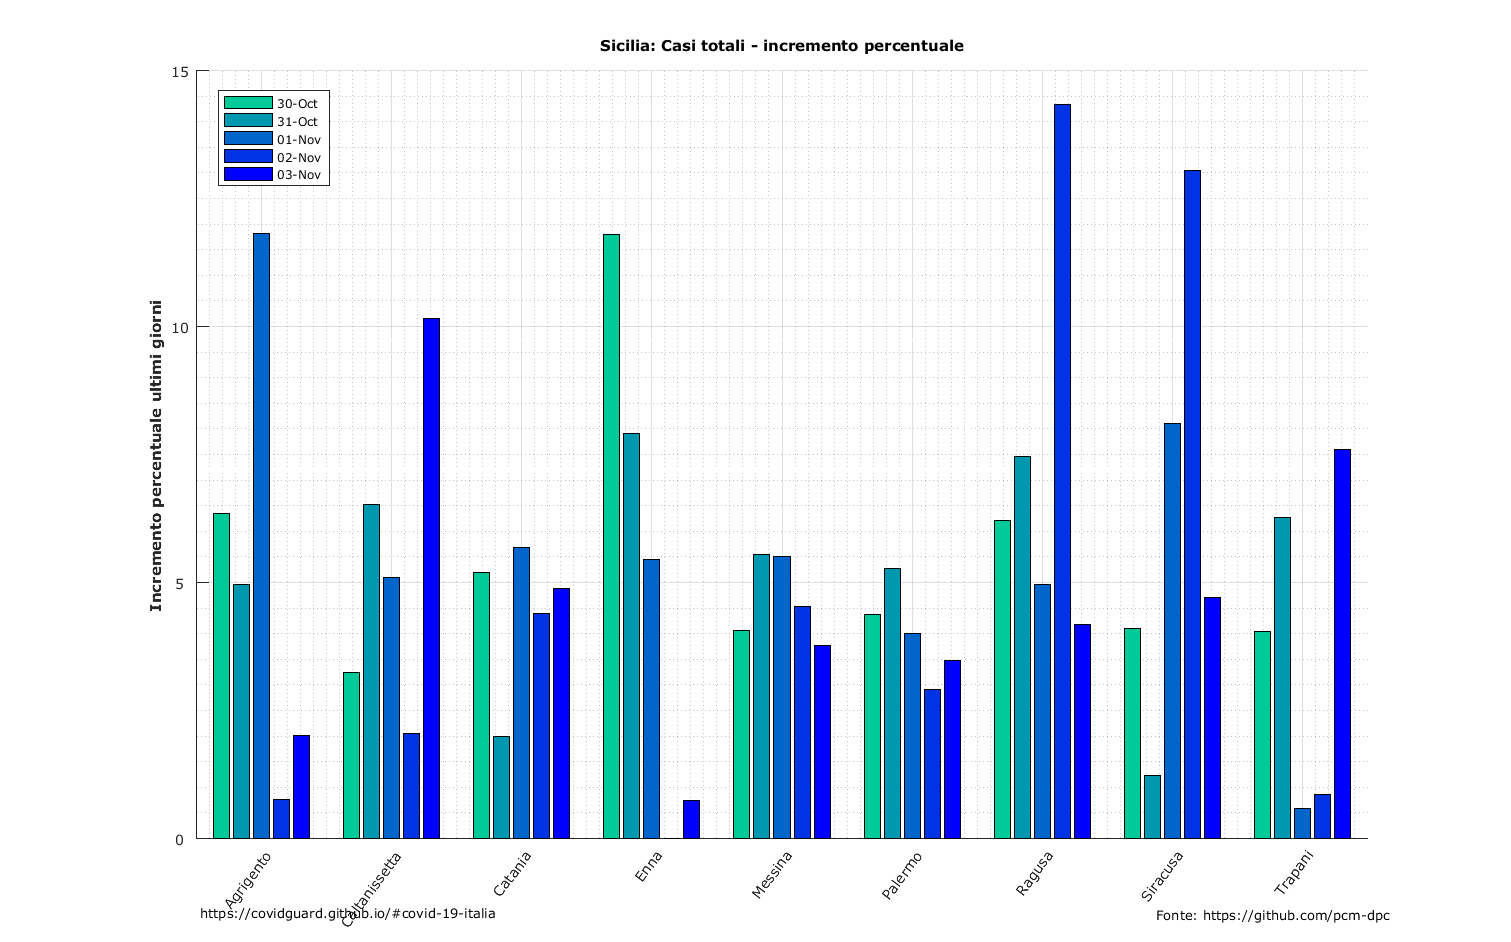 Sicilia: Casi totali - incremento percentuale
Incremento percentuale ultimi giorni
15
10
5
0
30-Oct
31-Oct
01-Nov
02-Nov
03-Nov
Agrigento
Caltanissetta
Catania
Enna
Messina
Palermo
Ragusa
Siracusa
Trapani
https://covidguard.github.io/#covid-19-italia
Fonte: https://github.com/pcm-dpc